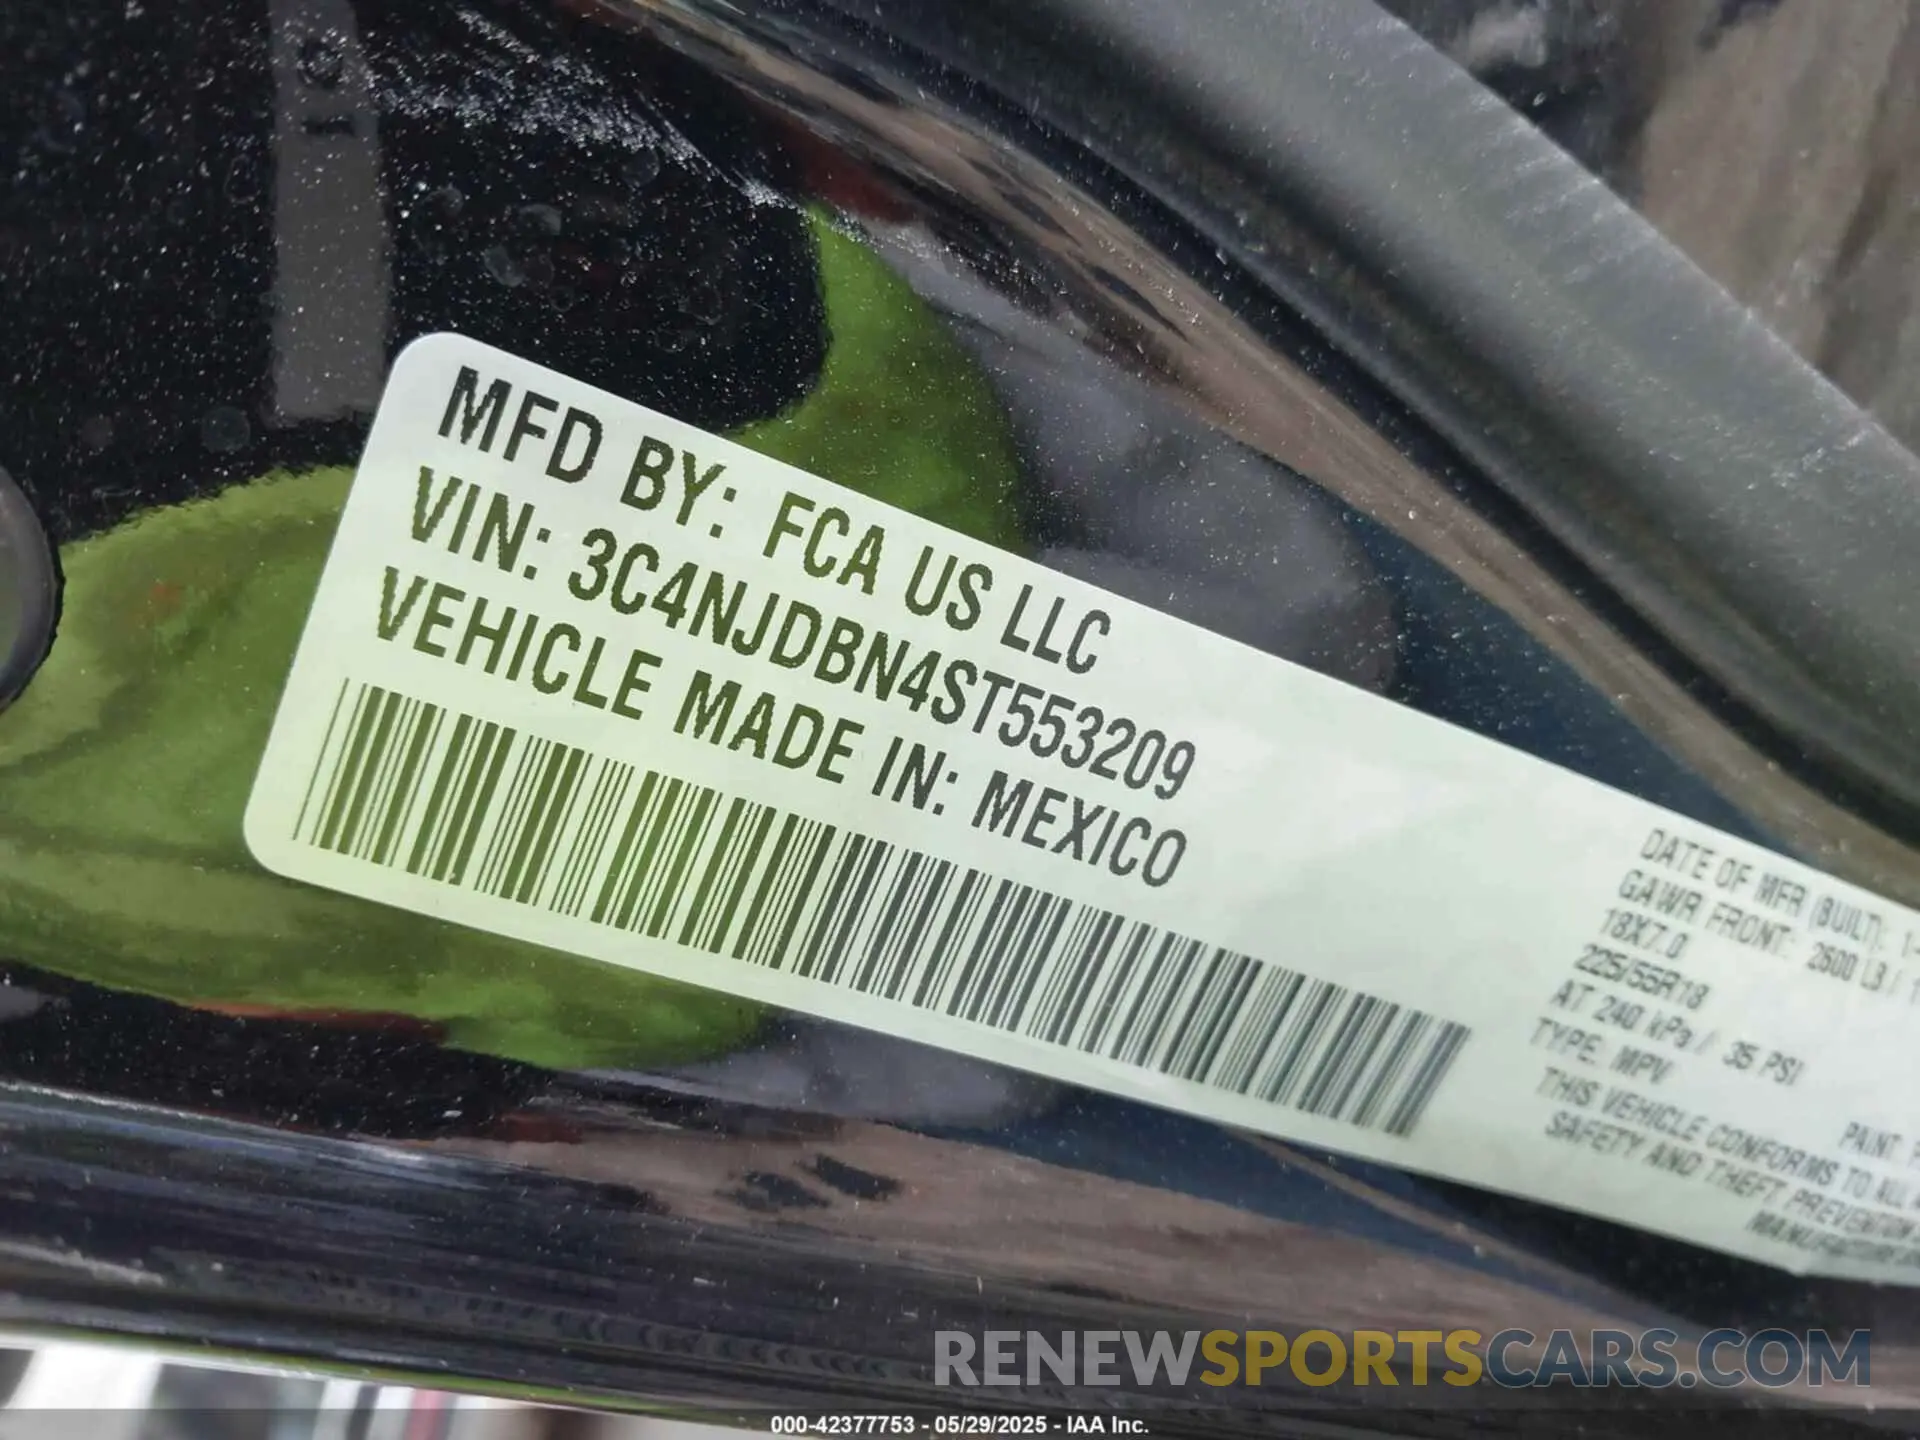 MFD BY: FCA US LLC
VIN: 3C4NJDBN4ST553209
VEHICLE MADE IN: MEXICO
DATE OF MFR (BUILT): 1-
GAWR FRONT: 2600 LB /
18X7.0
225/55R18
AT 240 kPa / 35 PSI
TYPE: MPV
PAINT:
THIS VEHICLE CONFORMS TO ALL
SAFETY AND THEFT PREVENTION
MANUFACTURE
RENEWSPORTSCARS.COM
000-42377753 - 05/29/2025 - IAA Inc.